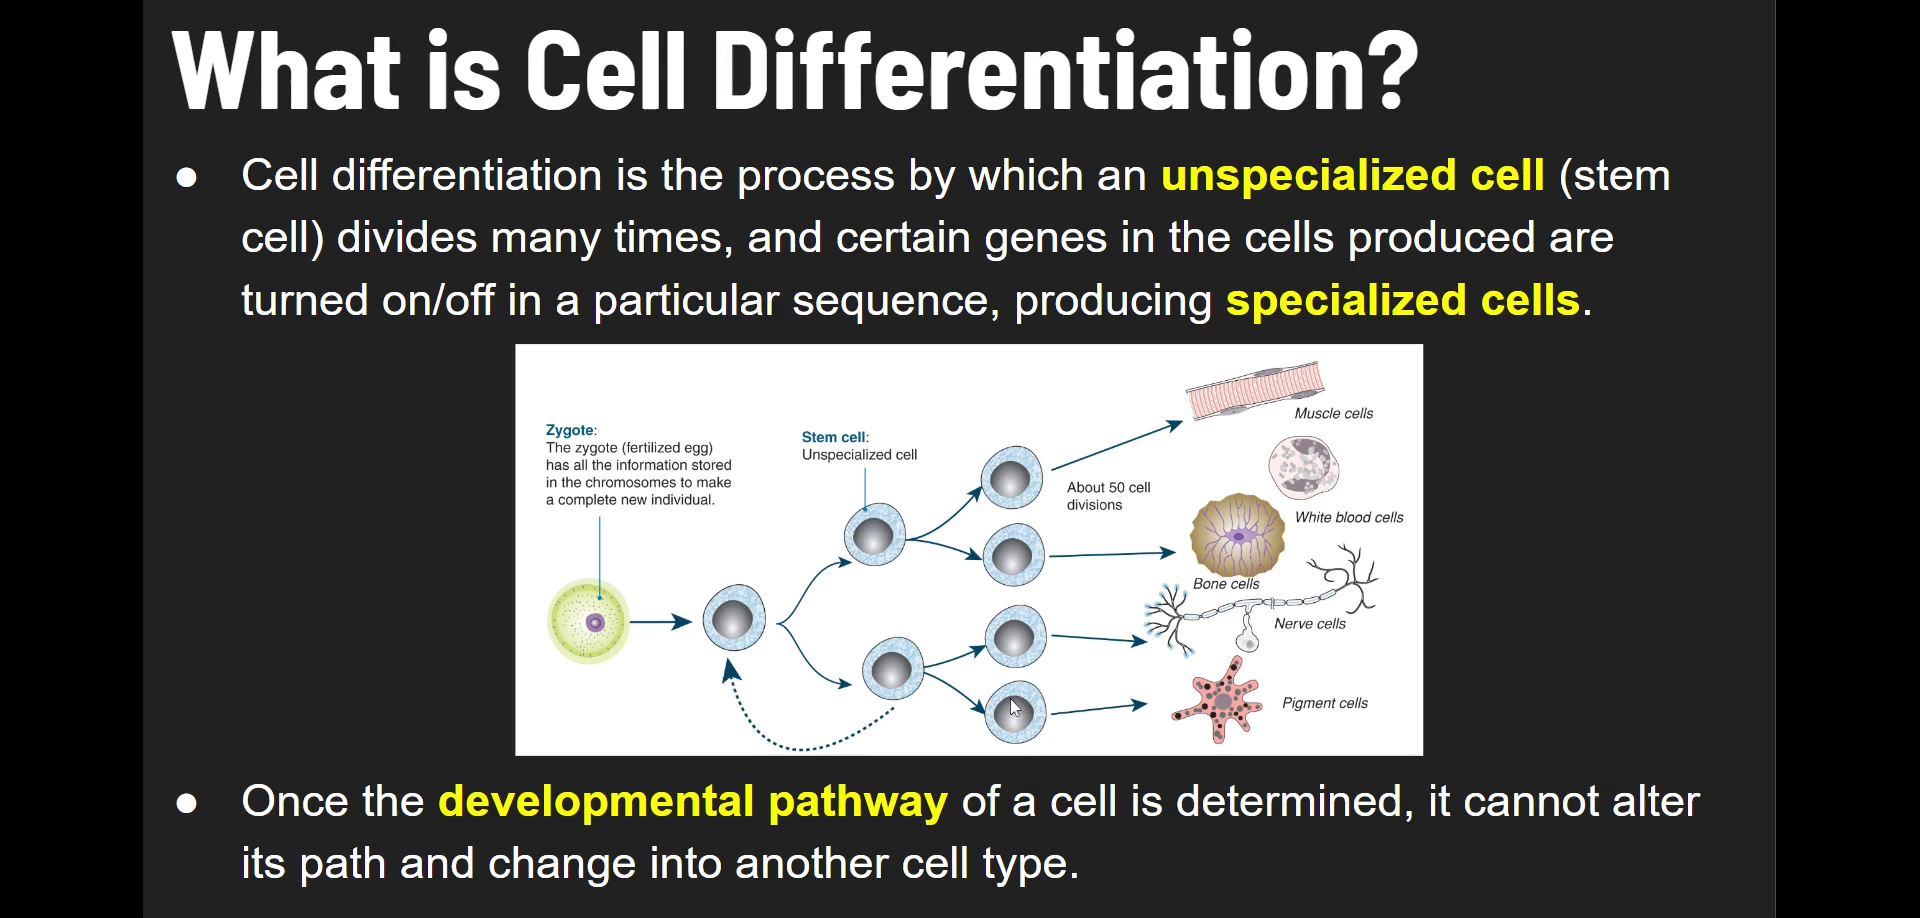 What is Cell Differentiation?
● Cell differentiation is the process by which an unspecialized cell (stem
cell) divides many times, and certain genes in the cells produced are
turned on/off in a particular sequence, producing specialized cells.
Zygote:
The zygote (fertilized egg)
has all the information stored
in the chromosomes to make
a complete new individual.
Stem cell:
Unspecialized cell
About 50 cell
divisions
Muscle cells
White blood cells
Bone cells
Nerve cells
Pigment cells
● Once the developmental pathway of a cell is determined, it cannot alter
its path and change into another cell type.